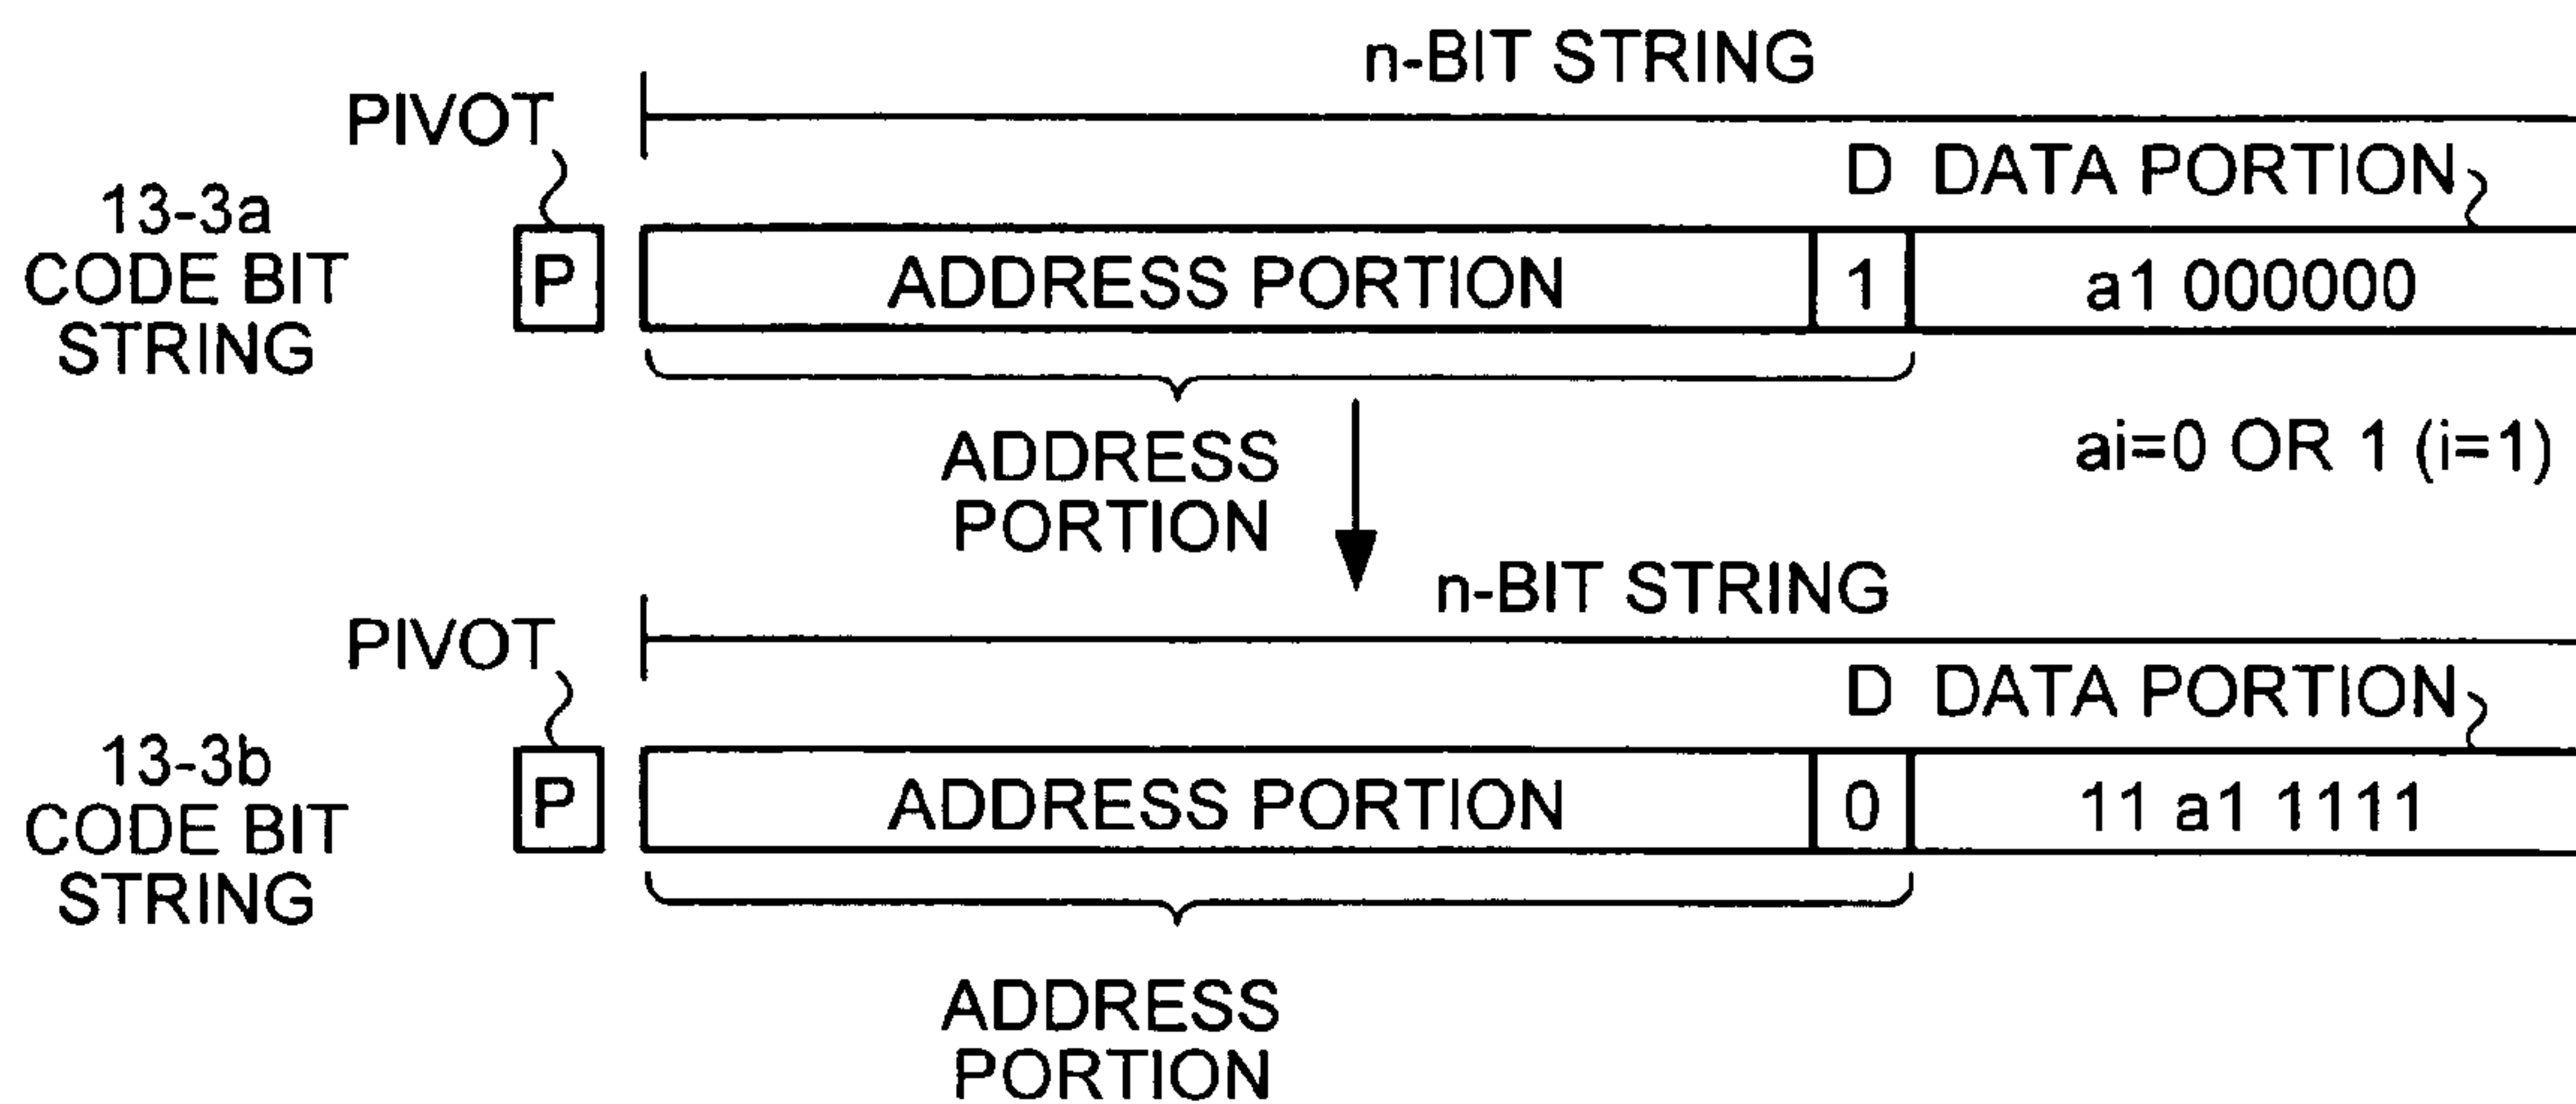 n-BIT STRING
PIVOT
D DATA PORTION
13-3a
CODE BIT
STRING
P
ADDRESS PORTION
1
a1 000000
ADDRESS
PORTION
ai=0 OR 1 (i=1)
n-BIT STRING
PIVOT
D DATA PORTION
13-3b
CODE BIT
STRING
P
ADDRESS PORTION
0
11 a1 1111
ADDRESS
PORTION